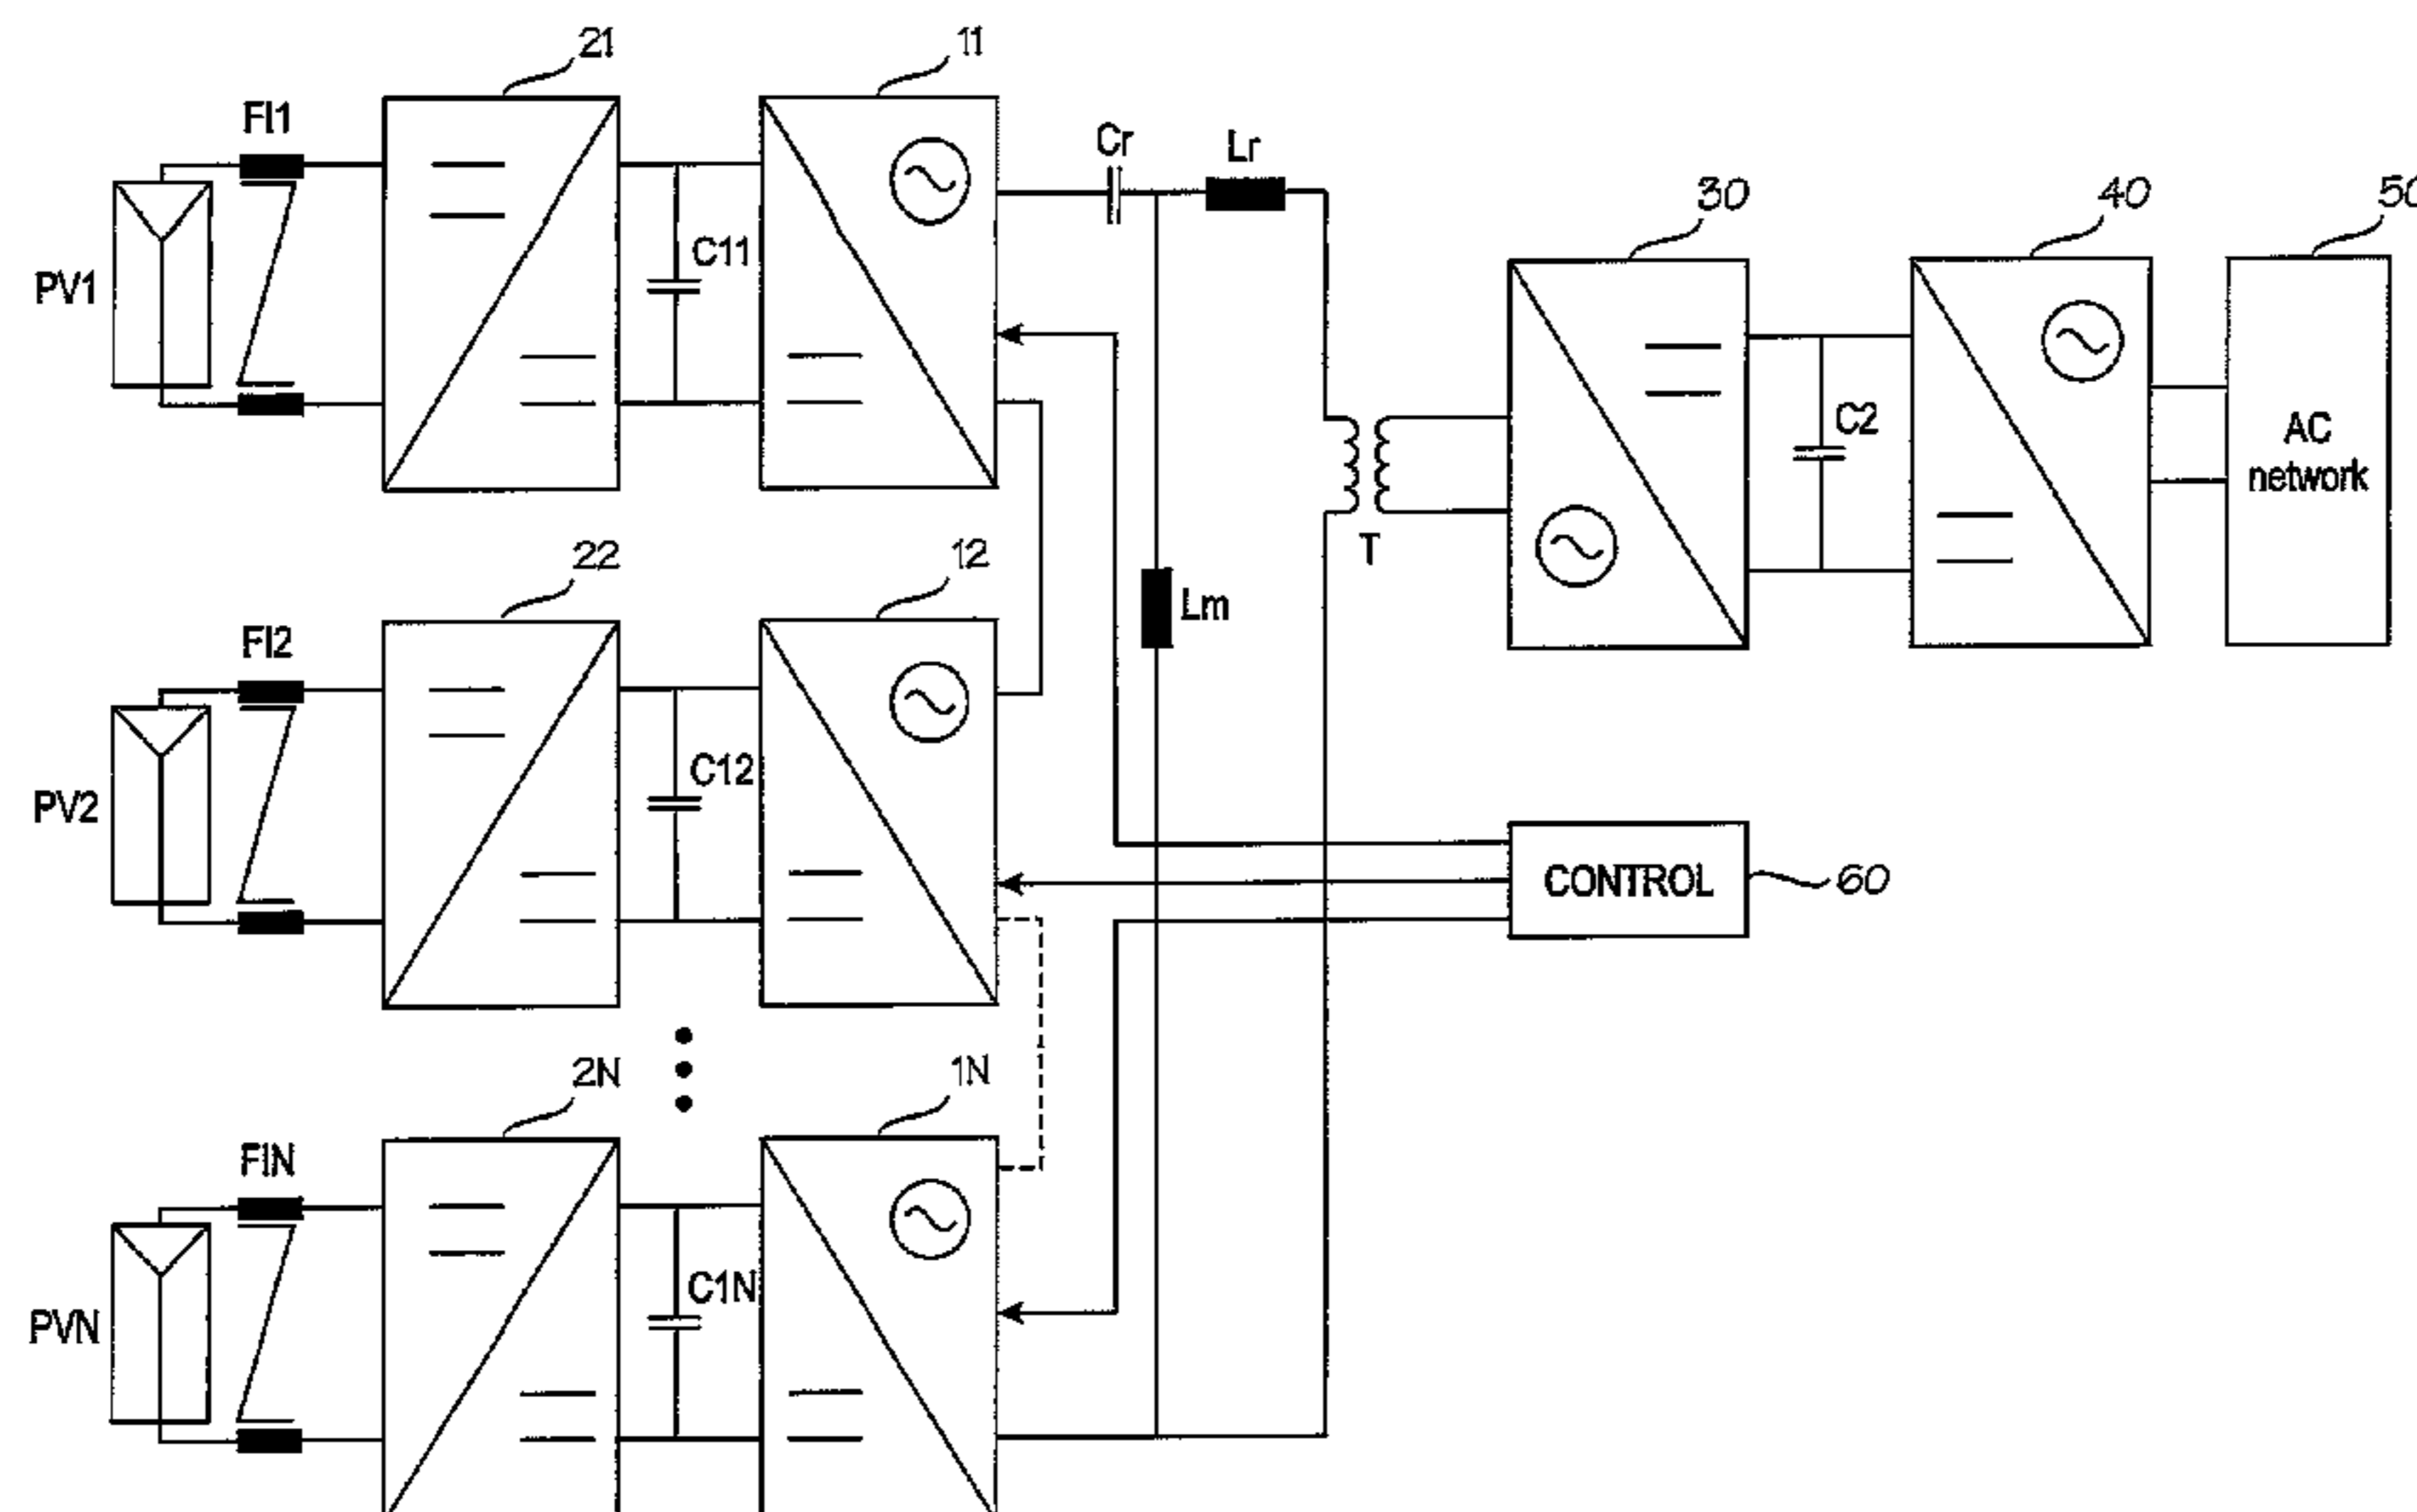 21
11
FI1
Cr
Lr
30
40
50
PV1
C11
C2
AC
network
T
22
12
FI2
Lm
PV2
C12
CONTROL
60
2N
1N
FIN
C1N
PVN